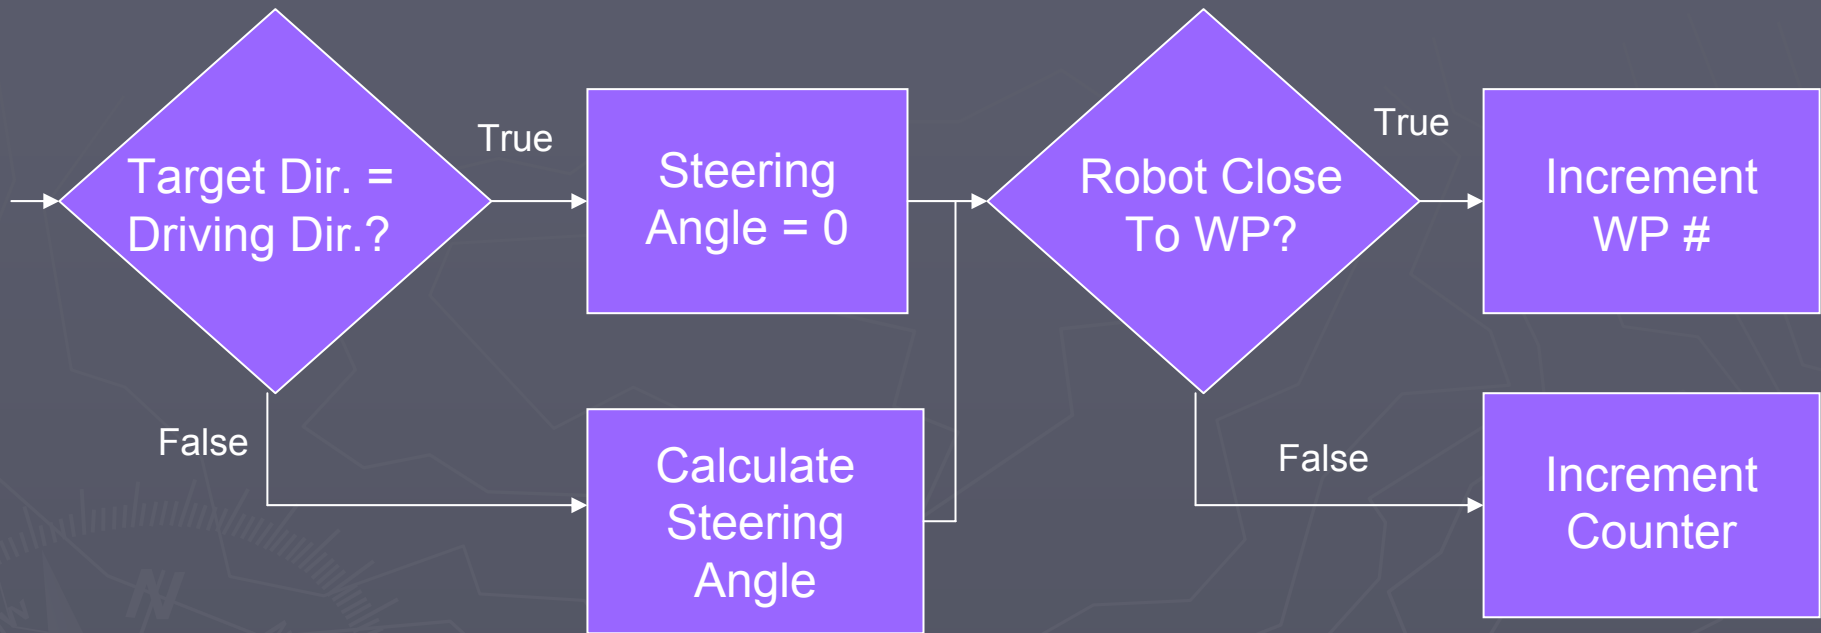 Target Dir. =
Driving Dir.?
True
Steering
Angle = 0
Robot Close
To WP?
True
Increment
WP #
False
Calculate
Steering
Angle
False
Increment
Counter
N